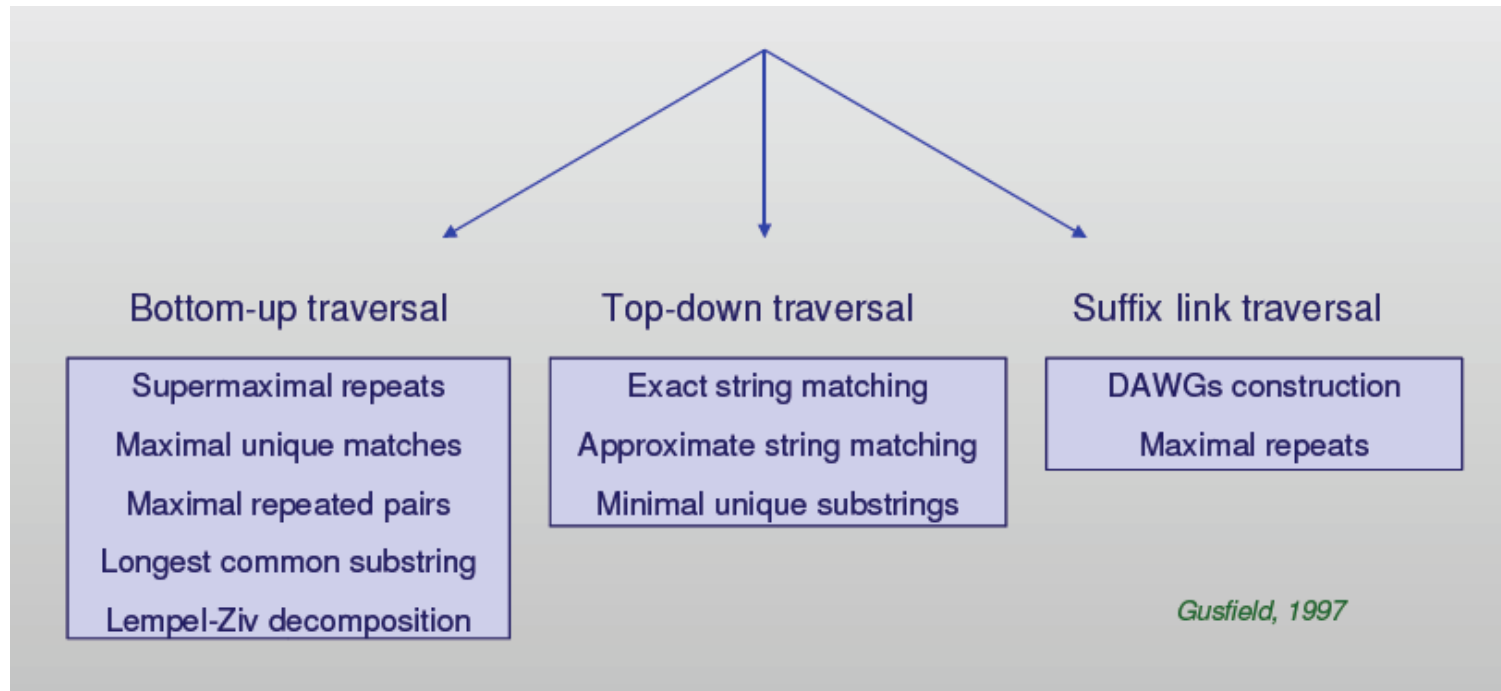 Bottom-up traversal
Supermaximal repeats
Maximal unique matches
Maximal repeated pairs
Longest common substring
Lempel-Ziv decomposition
Top-down traversal
Exact string matching
Approximate string matching
Minimal unique substrings
Suffix link traversal
DAWGs construction
Maximal repeats
Gusfield, 1997